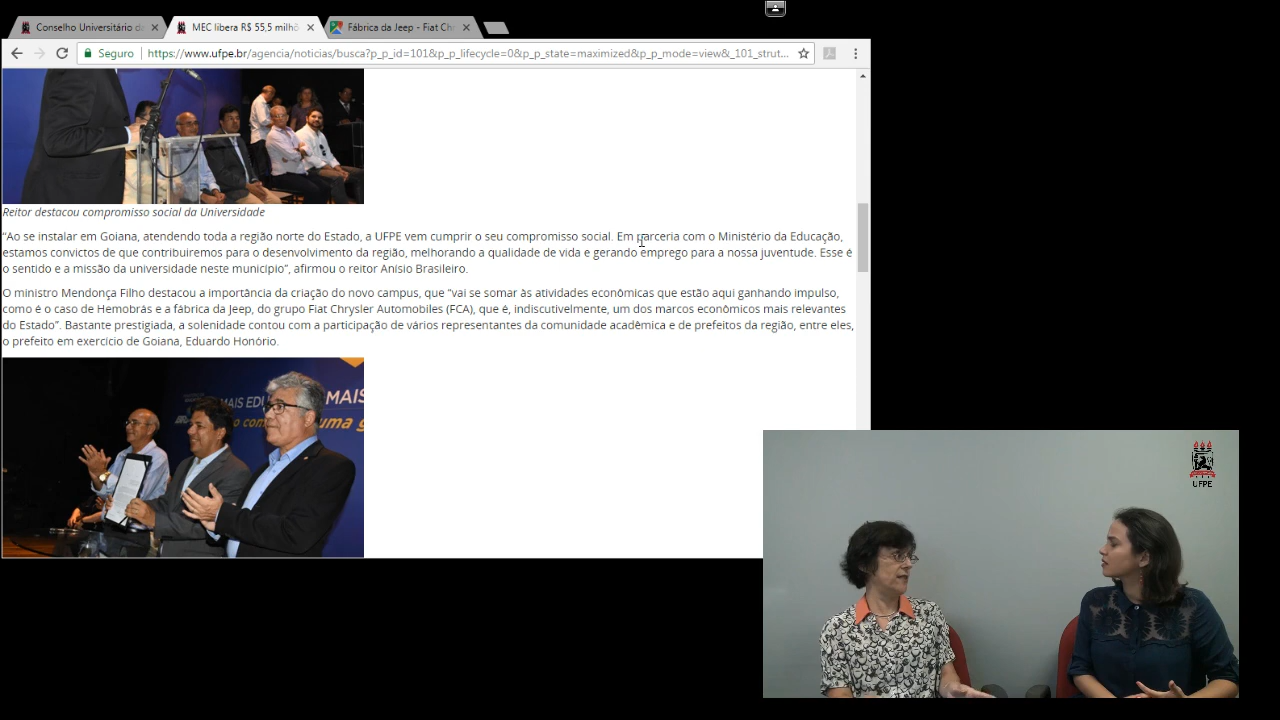 Conselho Universitário d
MEC libera R$ 55,5 milhõ
Fábrica da Jeep - Fiat Ch
Seguro
https://www.ufpe.br/agencia/noticias/busca?p_p_id=101&p_p_lifecycle=0&p_p_state=maximized&p_p_mode=view&_101_strut...
Reitor destacou compromisso social da Universidade
“Ao se instalar em Goiana, atendendo toda a região norte do Estado, a UFPE vem cumprir o seu compromisso social. Em parceria com o Ministério da Educação,
estamos convictos de que contribuiremos para o desenvolvimento da região, melhorando a qualidade de vida e gerando emprego para a nossa juventude. Esse é
o sentido e a missão da universidade neste município”, afirmou o reitor Anísio Brasileiro.
O ministro Mendonça Filho destacou a importância da criação do novo campus, que “vai se somar às atividades econômicas que estão aqui ganhando impulso,
como é o caso de Hemobrás e a fábrica da Jeep, do grupo Fiat Chrysler Automobiles (FCA), que é, indiscutivelmente, um dos marcos econômicos mais relevantes
do Estado”. Bastante prestigiada, a solenidade contou com a participação de vários representantes da comunidade acadêmica e de prefeitos da região, entre eles,
o prefeito em exercício de Goiana, Eduardo Honório.
MAIS EDU MAIS
com uma g
UFPE